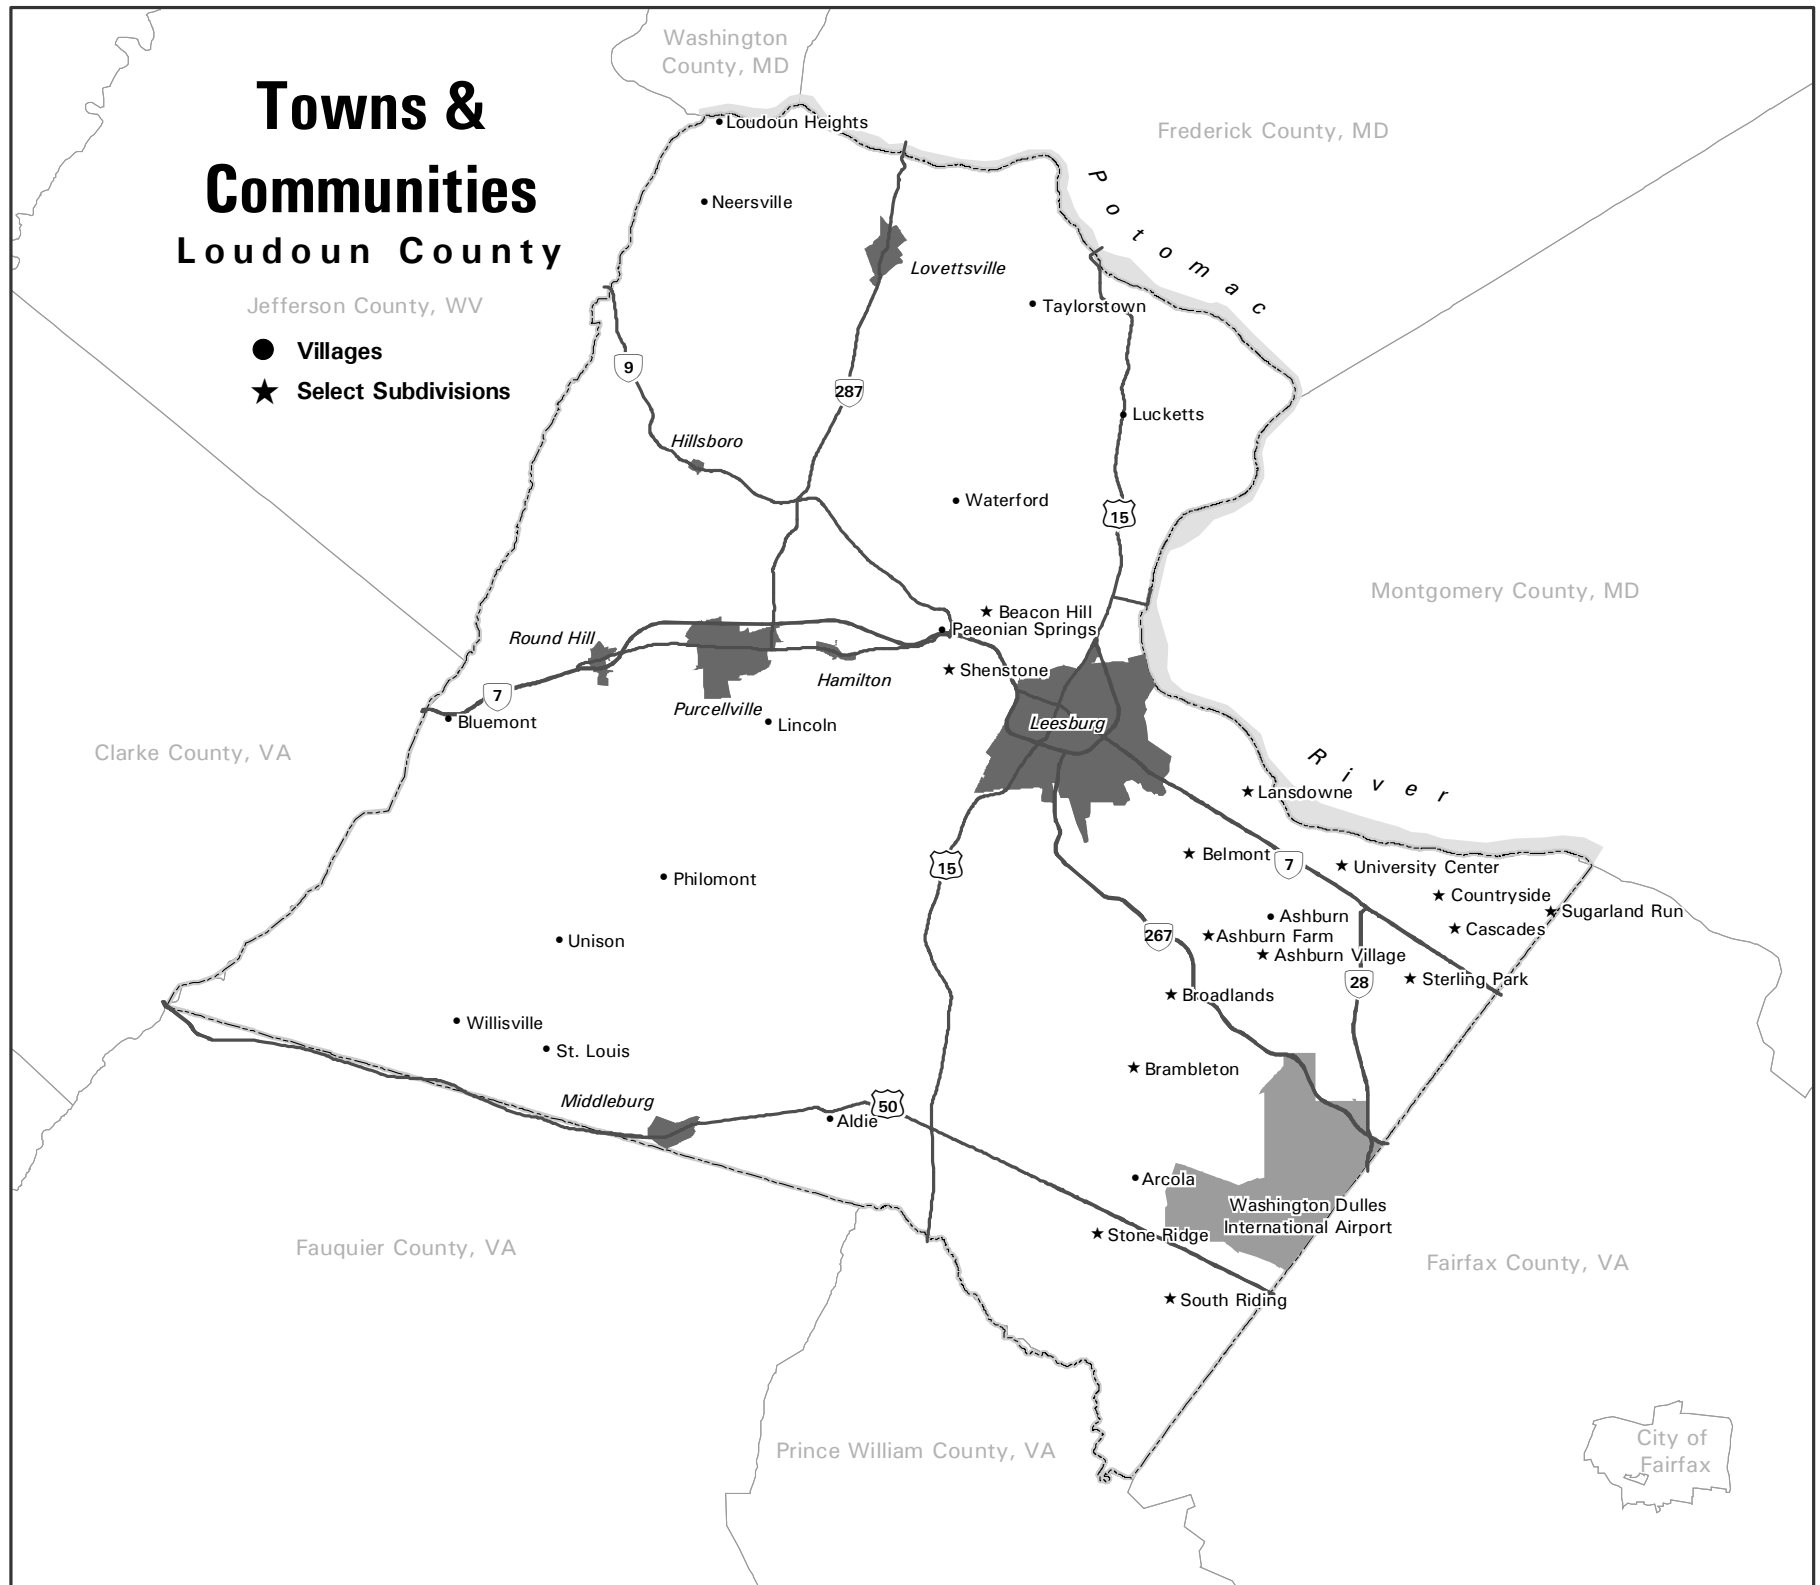 Washington
County, MD
Towns &
Communities
Loudoun County
Loudoun Heights
Frederick County, MD
Potomac
Neersville
Lovettsville
Jefferson County, WV
Taylorstown
Villages
Select Subdivisions
9
287
Lucketts
Hillsboro
Waterford
15
Montgomery County, MD
Beacon Hill
Paeonian Springs
Round Hill
Shenstone
Hamilton
7
Purcellville
Bluemont
Lincoln
Leesburg
Clarke County, VA
River
Lansdowne
Belmont
7
University Center
15
Philomont
Countryside
Sugarland Run
Ashburn
Cascades
267
Ashburn Farm
Unison
Ashburn Village
28
Sterling Park
Broadlands
Willisville
St. Louis
Brambleton
Middleburg
50
Aldie
Arcola
Washington Dulles
International Airport
Stone Ridge
Fauquier County, VA
Fairfax County, VA
South Riding
City of
Fairfax
Prince William County, VA